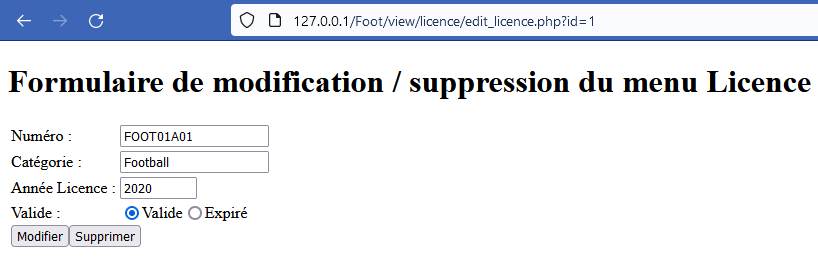 127.0.0.1/Foot/view/licence/edit_licence.php?id=1
Formulaire de modification / suppression du menu Licence
Numéro : FOOT01A01
Catégorie : Football
Année Licence : 2020
Valide : Valide Expiré
Modifier Supprimer